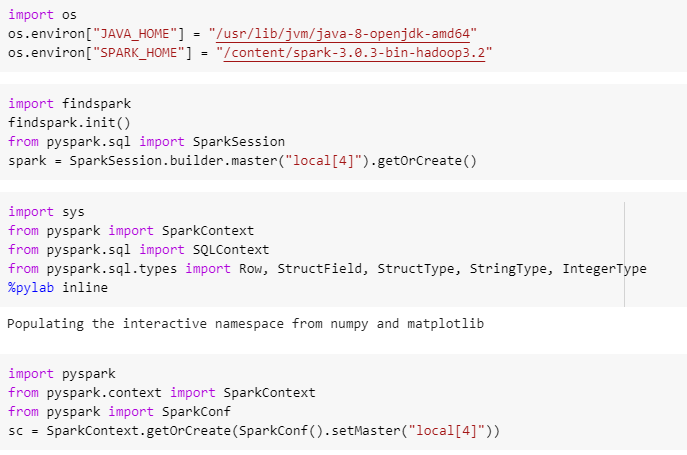 import os
os.environ["JAVA_HOME"] = "/usr/lib/jvm/java-8-openjdk-amd64"
os.environ["SPARK_HOME"] = "/content/spark-3.0.3-bin-hadoop3.2"
import findspark
findspark.init()
from pyspark.sql import SparkSession
spark = SparkSession.builder.master("local[4]").getOrCreate()
import sys
from pyspark import SparkContext
from pyspark.sql import SQLContext
from pyspark.sql.types import Row, StructField, StructType, StringType, IntegerType
%pylab inline
Populating the interactive namespace from numpy and matplotlib
import pyspark
from pyspark.context import SparkContext
from pyspark import SparkConf
sc = SparkContext.getOrCreate(SparkConf().setMaster("local[4]"))